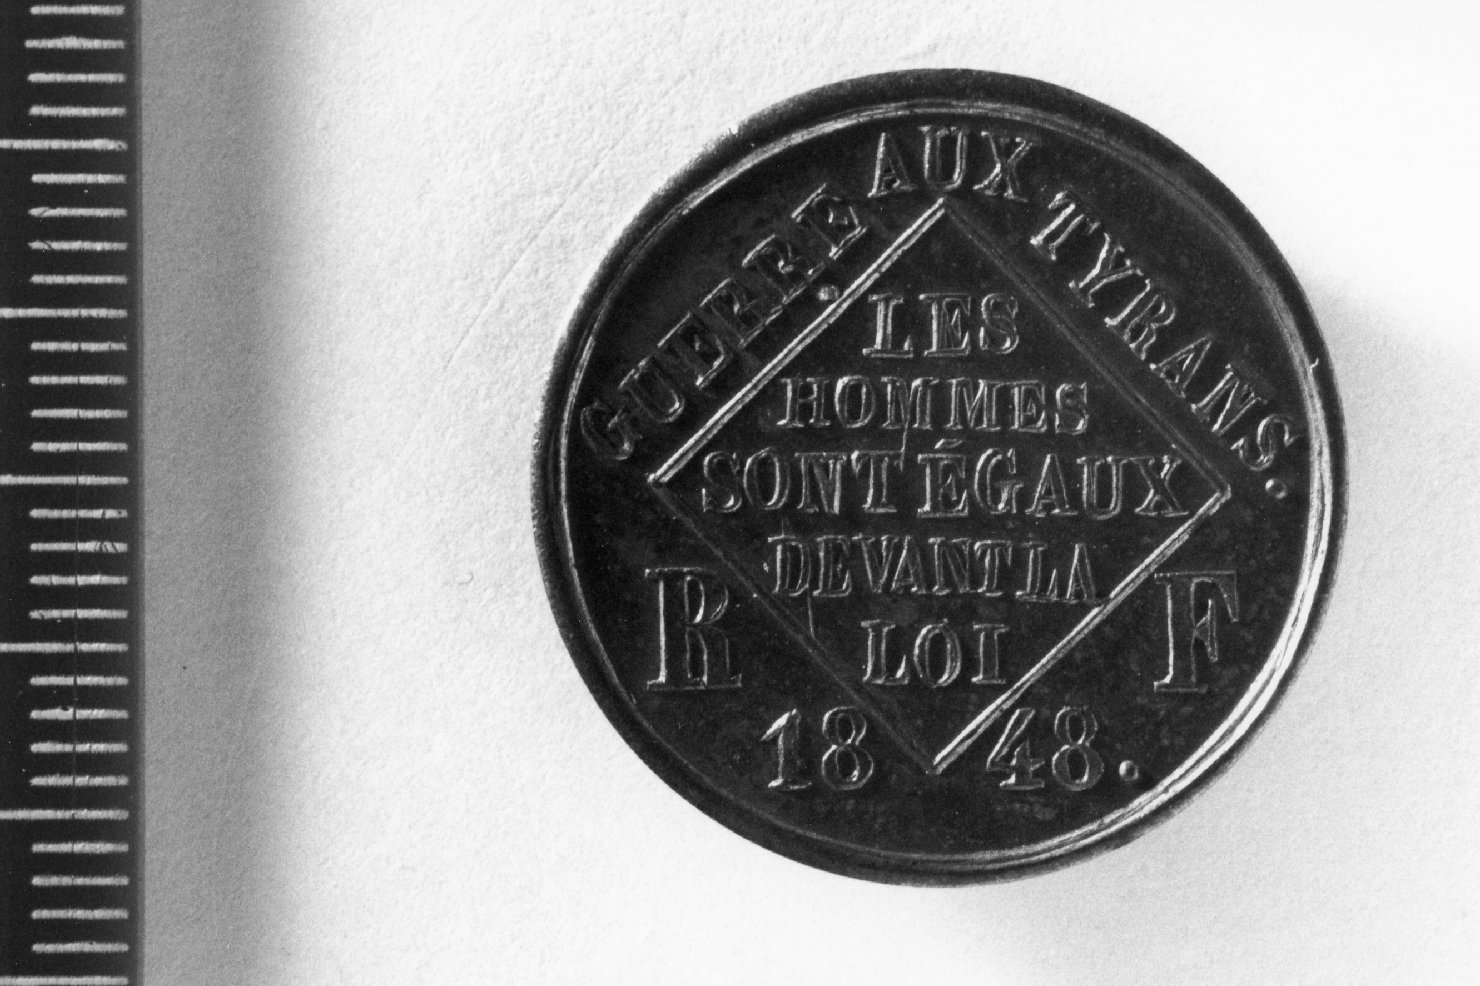 GUERRE AUX TYRANS.
LES
HOMMES
SONT ÉGAUX
DEVANT LA
LOI
R F
1848.